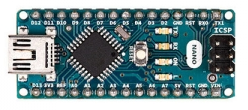 D12 D11 D10 D9 D8 D7 D6 D5 D4 D3 D2 GND RST RX0 TX1
ICSP
TX
RX
ON
L
NANO
D13 3V3 REF A0 A1 A2 A3 A4 A5 A6 A7 5V RST GND VIN